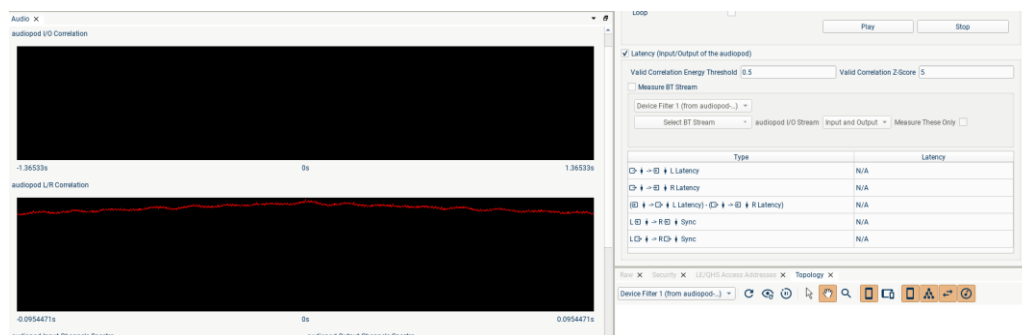 Audio
audiopod I/O Correlation
-1.36533s 0s 1.36533s
audiopod L/R Correlation
-0.0954471s 0s 0.0954471s
Loop
Play Stop
Latency (Input/Output of the audiopod)
Valid Correlation Energy Threshold 0.5 Valid Correlation Z-Score 5
Measure BT Stream
Device Filter 1 (from audiopod-...)
Select BT Stream audiopod I/O Stream Input and Output Measure These Only
Type Latency
-> L Latency N/A
-> R Latency N/A
( -> L Latency) - ( -> R Latency) N/A
L -> R Sync N/A
L -> R Sync N/A
Raw Security LE/QHS Access Addresses Topology
Device Filter 1 (from audiopod-...)